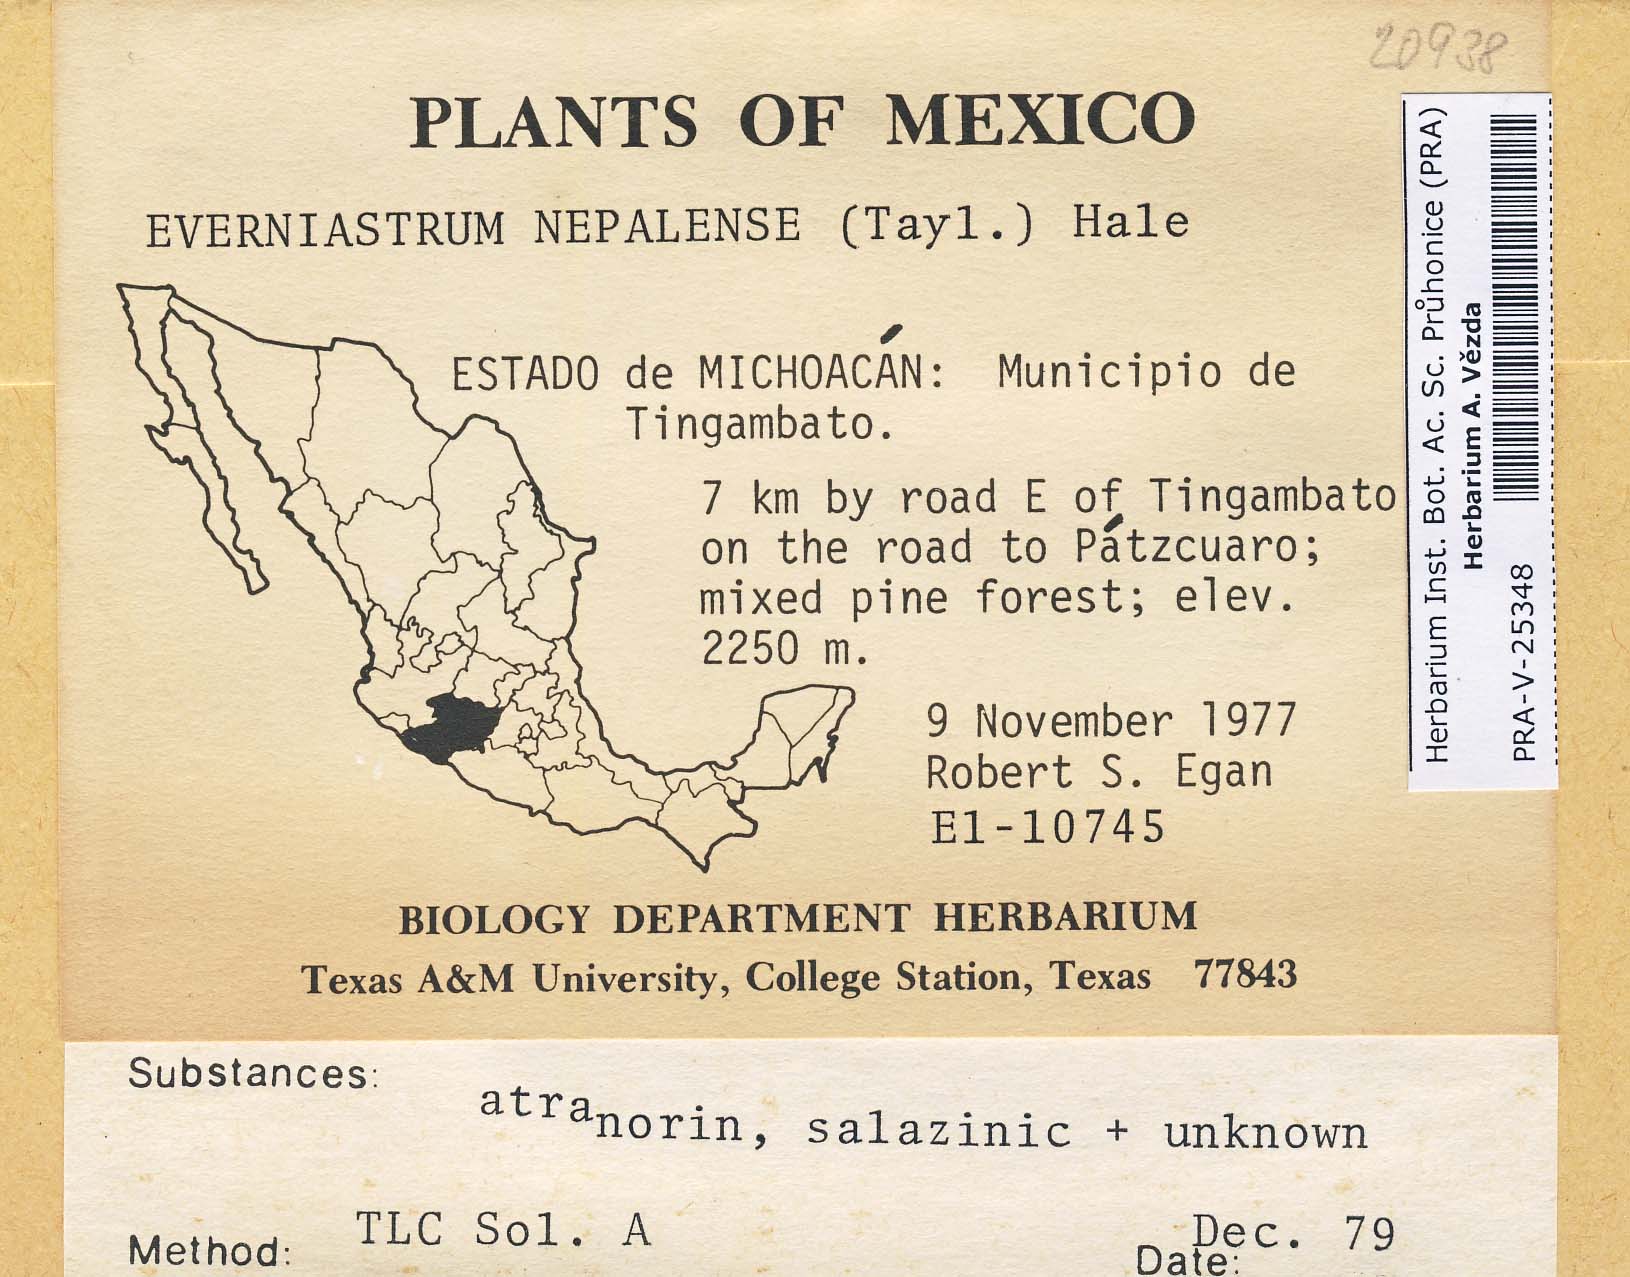 20938
PLANTS OF MEXICO
EVERNIASTRUM NEPALENSE (Tayl.) Hale
ESTADO de MICHOACÁN: Municipio de
Tingambato.
7 km by road E of Tingambato
on the road to Pátzcuaro;
mixed pine forest; elev.
2250 m.
9 November 1977
Robert S. Egan
El-10745
BIOLOGY DEPARTMENT HERBARIUM
Texas A&M University, College Station, Texas 77843
Herbarium Inst. Bot. Ac. Sc. Průhonice (PRA)
Herbarium A. Vězda
PRA-V-25348
Substances: atranorin, salazinic + unknown
Method: TLC Sol. A Date: Dec. 79